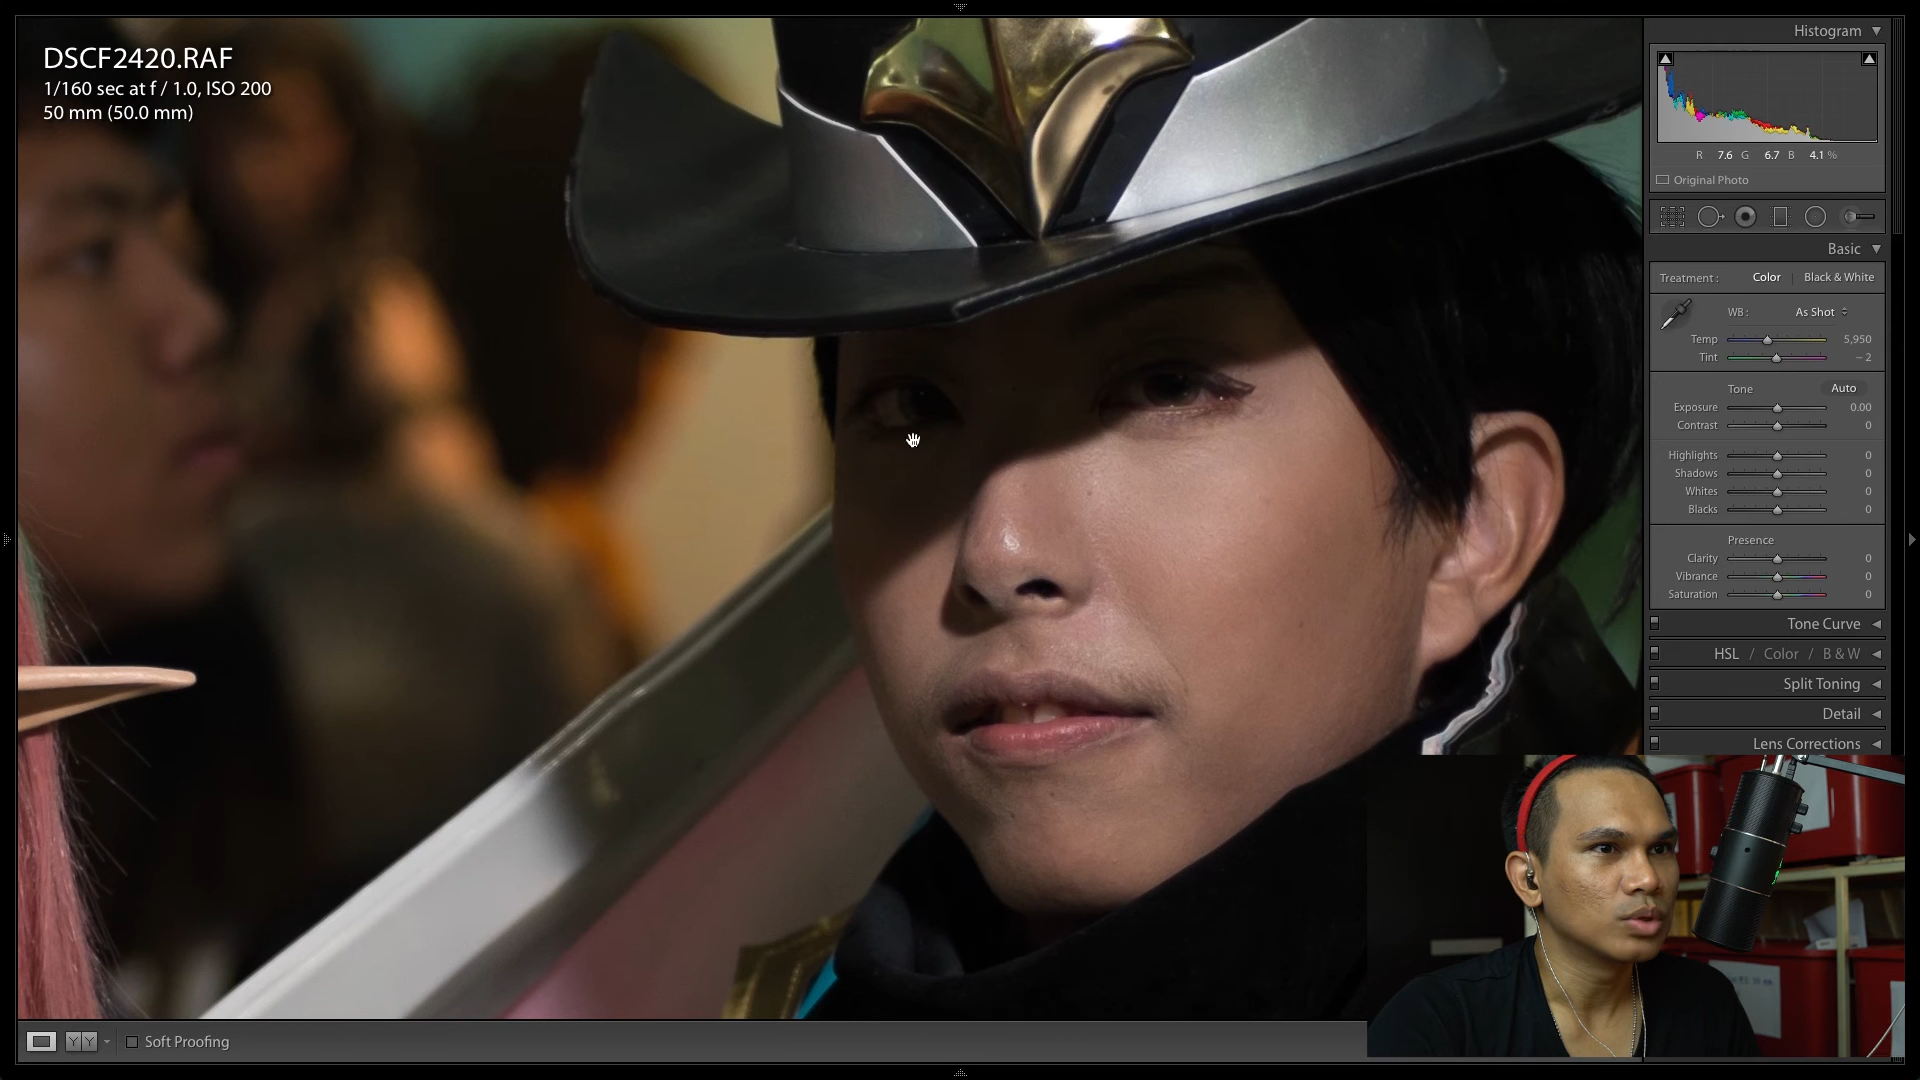 DSCF2420.RAF
1/160 sec at f / 1.0, ISO 200
50 mm (50.0 mm)
Histogram
R 7.6 G 6.7 B 4.1 %
Original Photo
Basic
Treatment : Color | Black & White
WB : As Shot
Temp 5,950
Tint – 2
Tone Auto
Exposure 0.00
Contrast 0
Highlights 0
Shadows 0
Whites 0
Blacks 0
Presence
Clarity 0
Vibrance 0
Saturation 0
Tone Curve
HSL / Color / B & W
Split Toning
Detail
Lens Corrections
Y Y
Soft Proofing